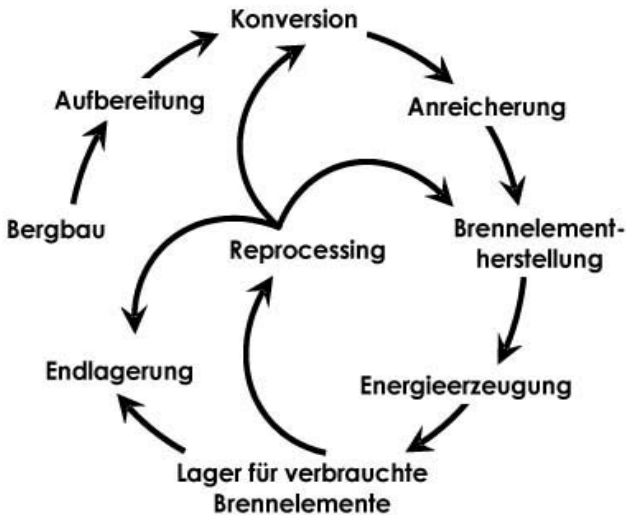 Konversion
Aufbereitung
Anreicherung
Bergbau
Reprocessing
Brennelement-
herstellung
Endlagerung
Energieerzeugung
Lager für verbrauchte
Brennelemente